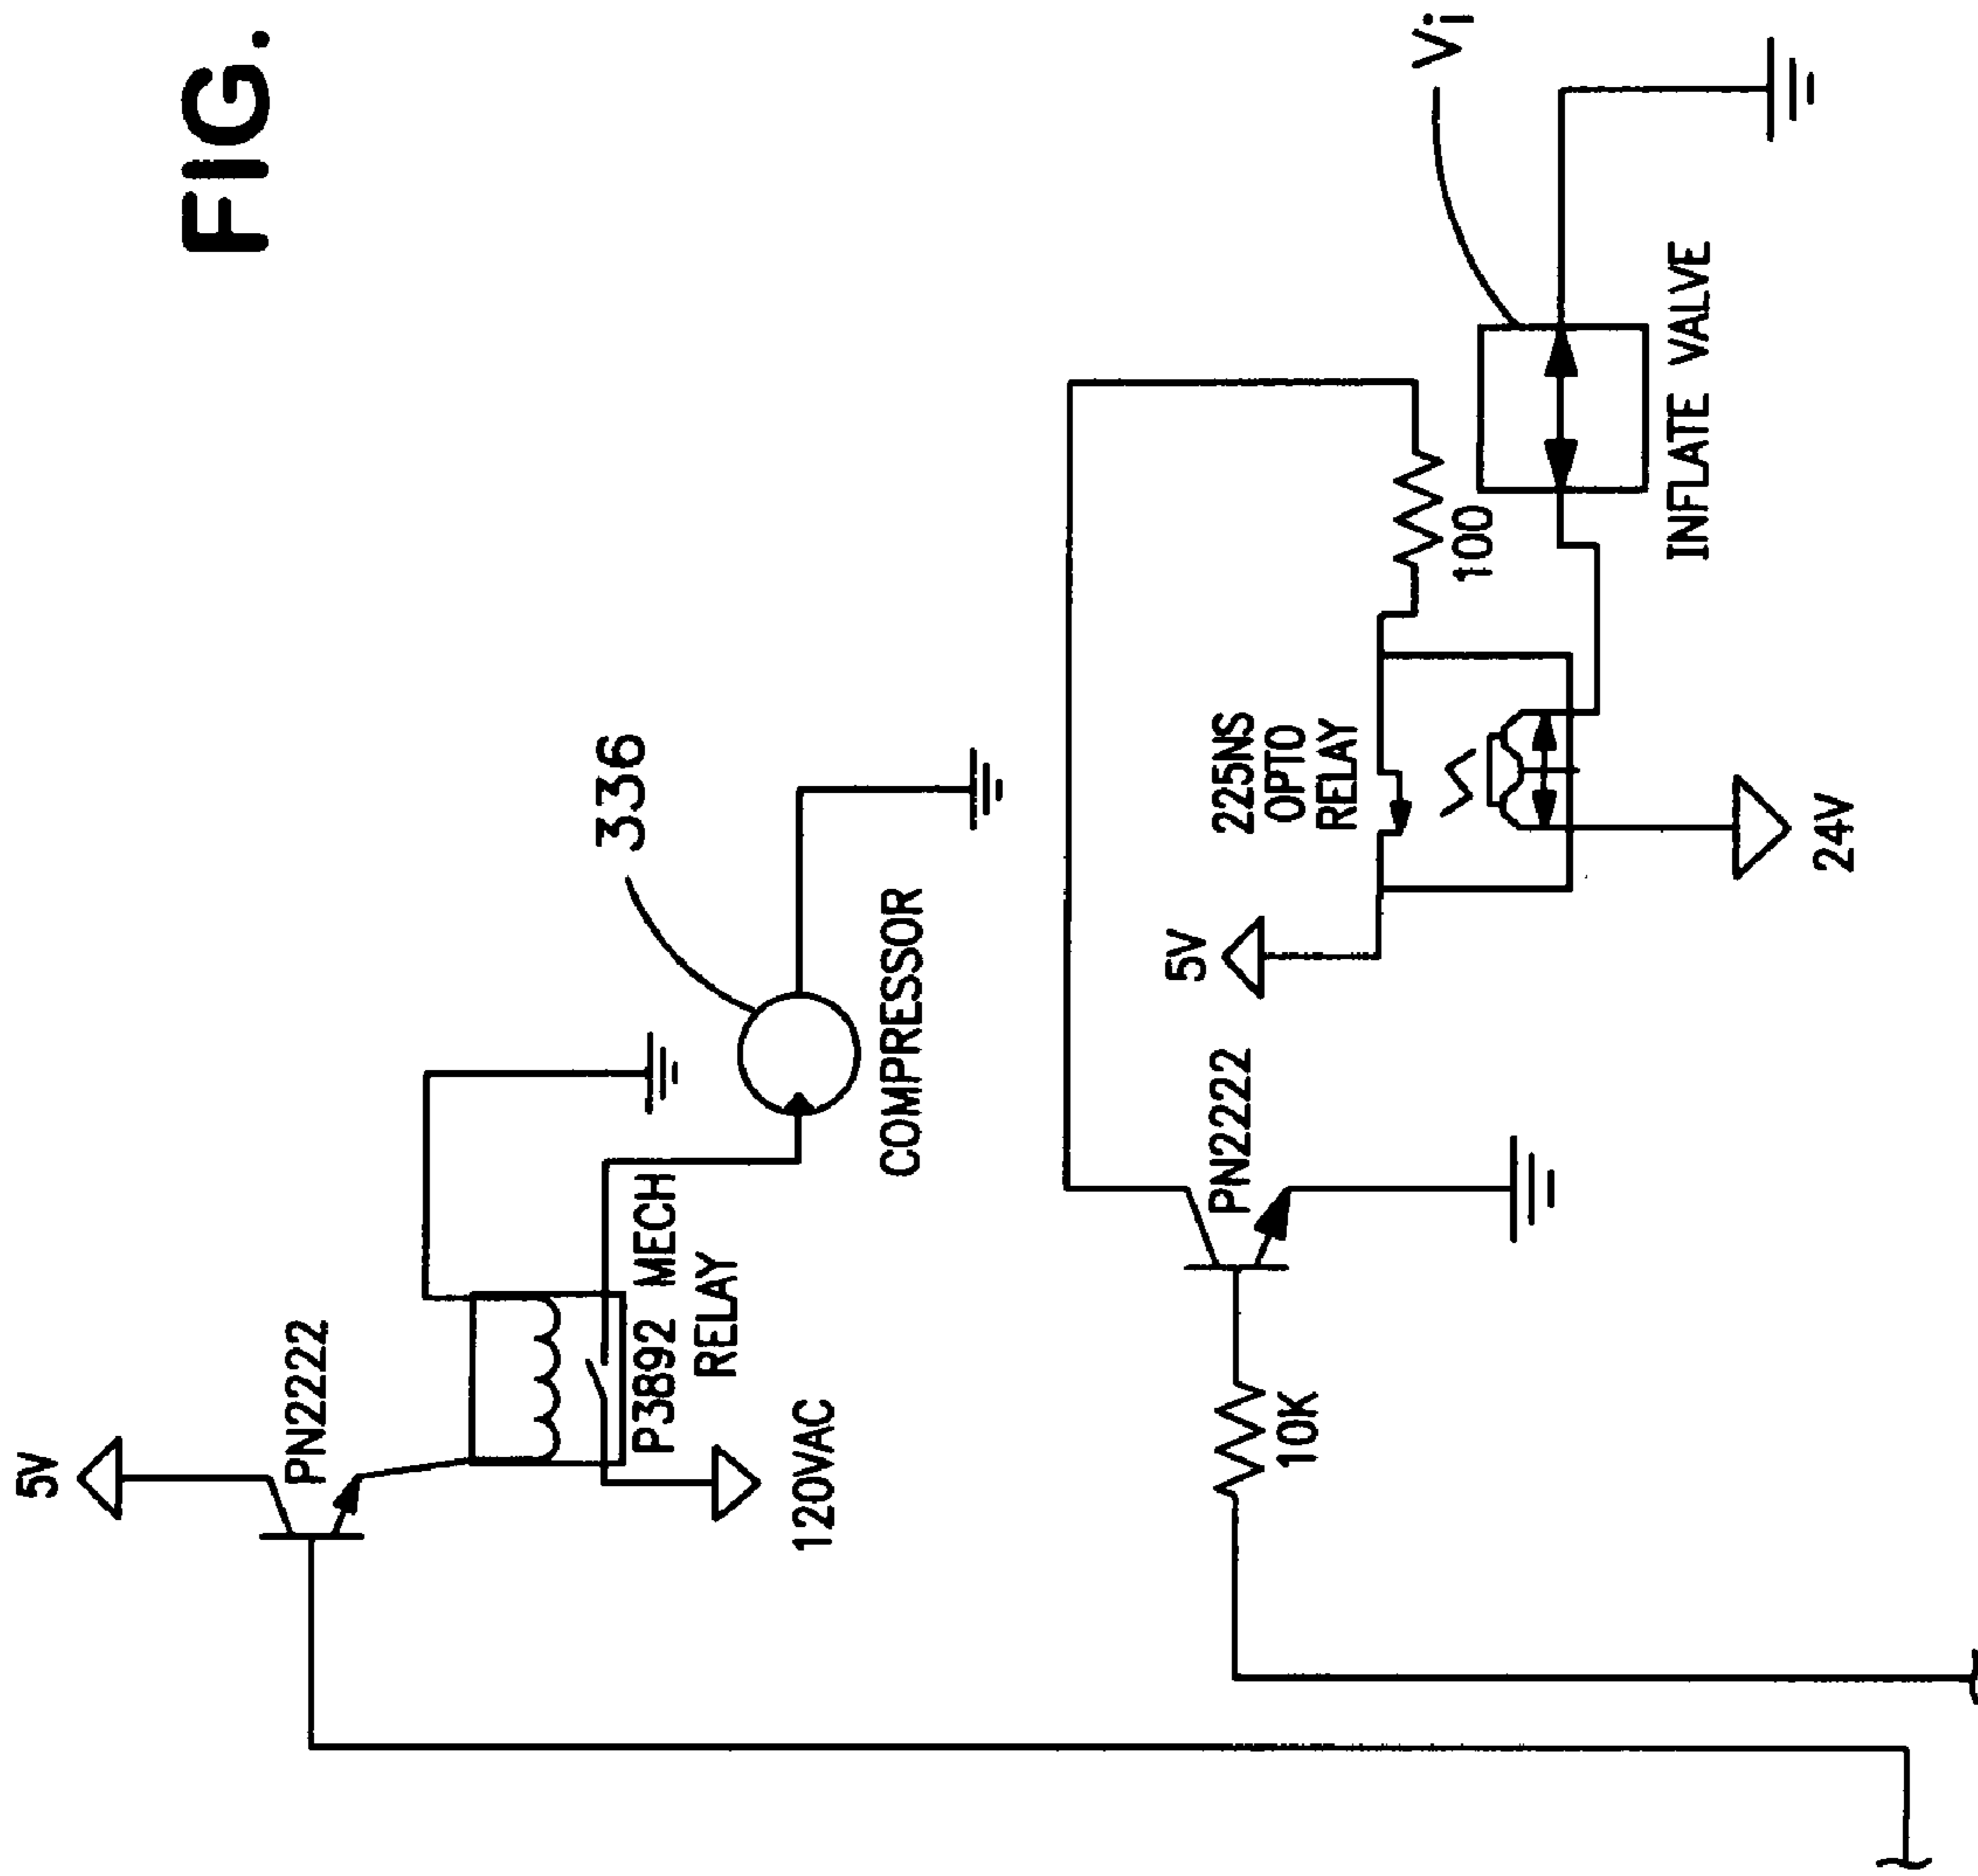 FIG.
5V
PN2222
P3892 MECH
RELAY
120VAC
336
COMPRESSOR
10K
PN2222
5V
225NS
OPTO
RELAY
24V
100
INFLATE VALVE
Vi